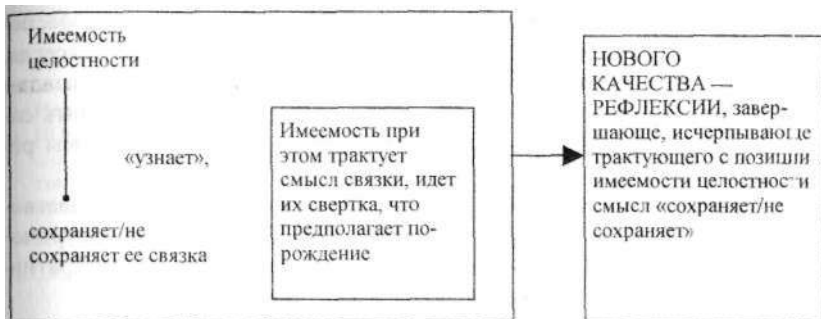 Имеемость
целостности
«узнает»,
сохраняет/не
сохраняет ее связка
Имеемость при
этом трактует
смысл связки, идет
их свертка, что
предполагает по-
рождение
НОВОГО
КАЧЕСТВА —
РЕФЛЕКСИИ, завер-
шающе, исчерпывающе
трактующего с позиции
имеемости целостности
смысл «сохраняет/не
сохраняет»